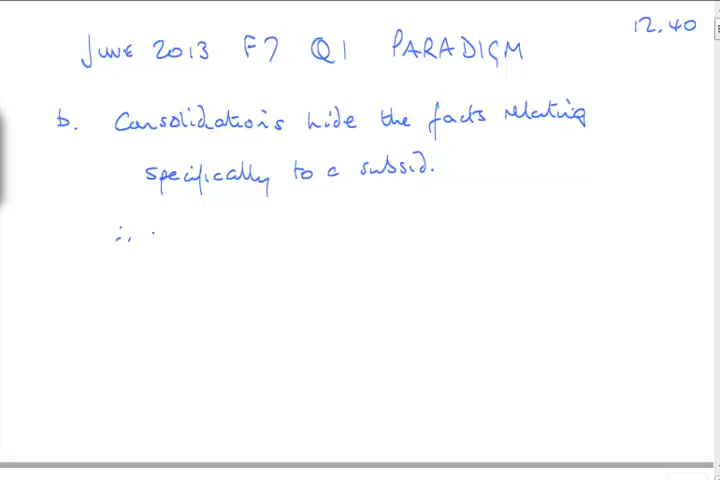 12.40
JUNE 2013 F7 Q1 PARADIGM
b. Consolidations hide the facts relating
specifically to a subsid.
∴